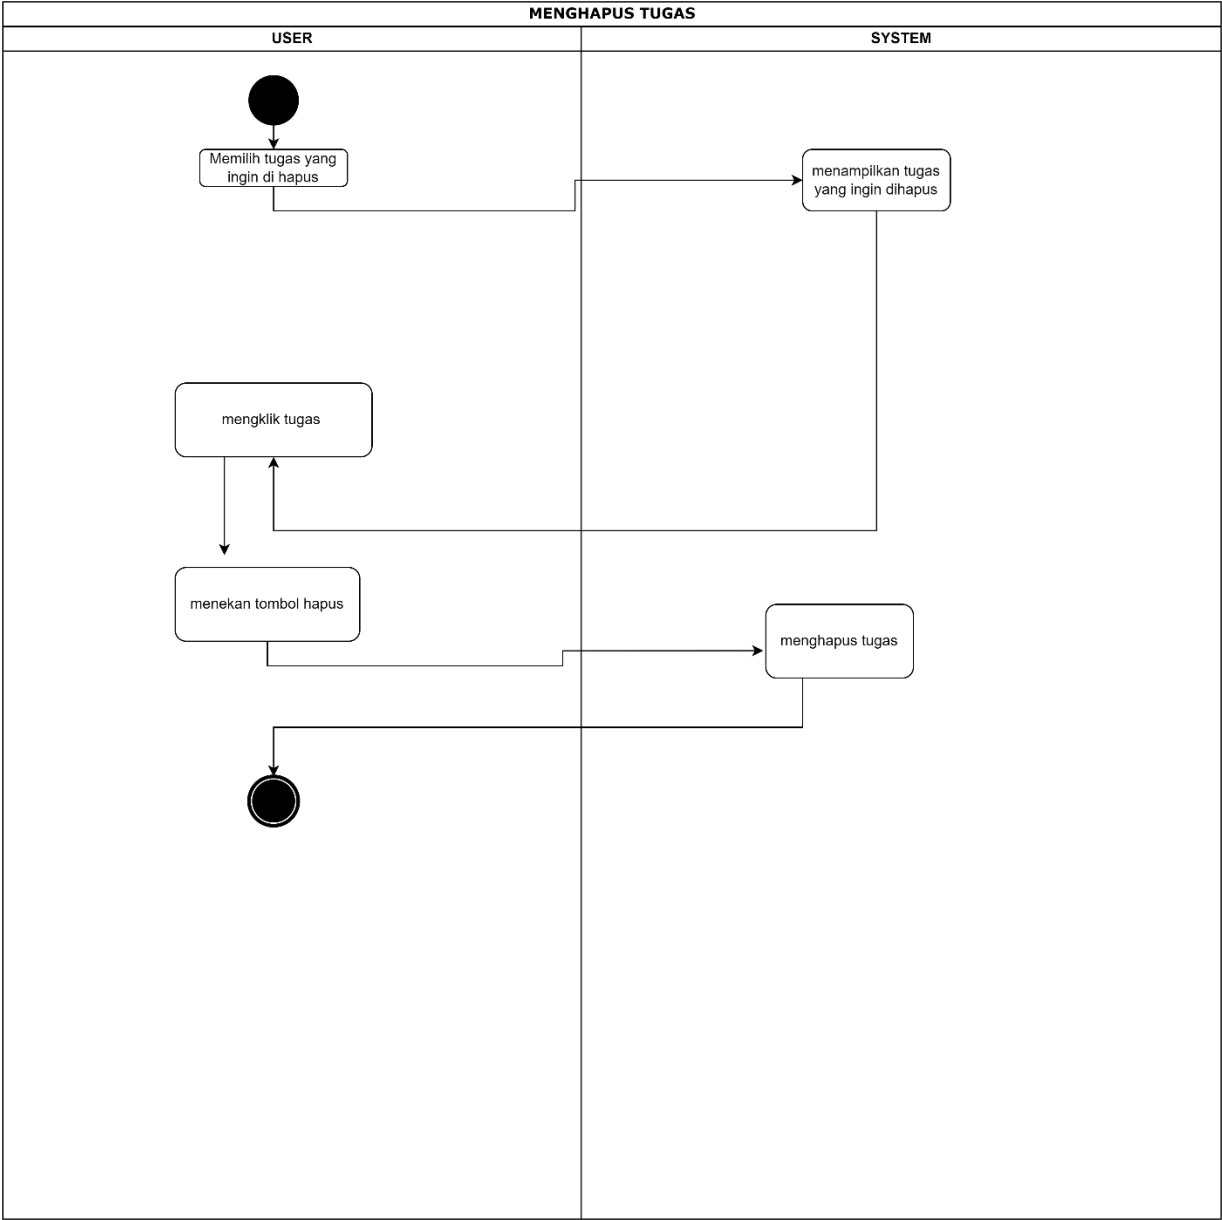 MENGHAPUS TUGAS
USER
SYSTEM
Memilih tugas yang
ingin di hapus
menampilkan tugas
yang ingin dihapus
mengklik tugas
menekan tombol hapus
menghapus tugas